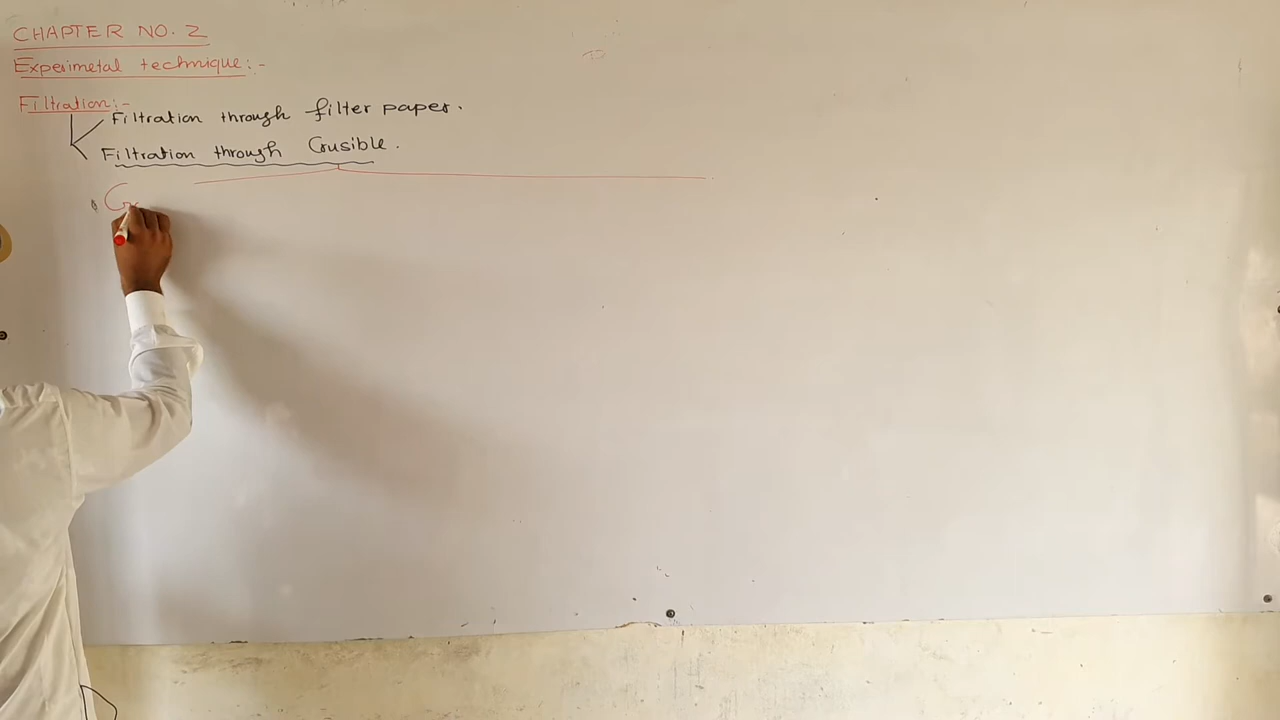 CHAPTER NO. 2
Experimetal technique:-
Filtration:-
Filtration through filter paper.
Filtration through Crusible.